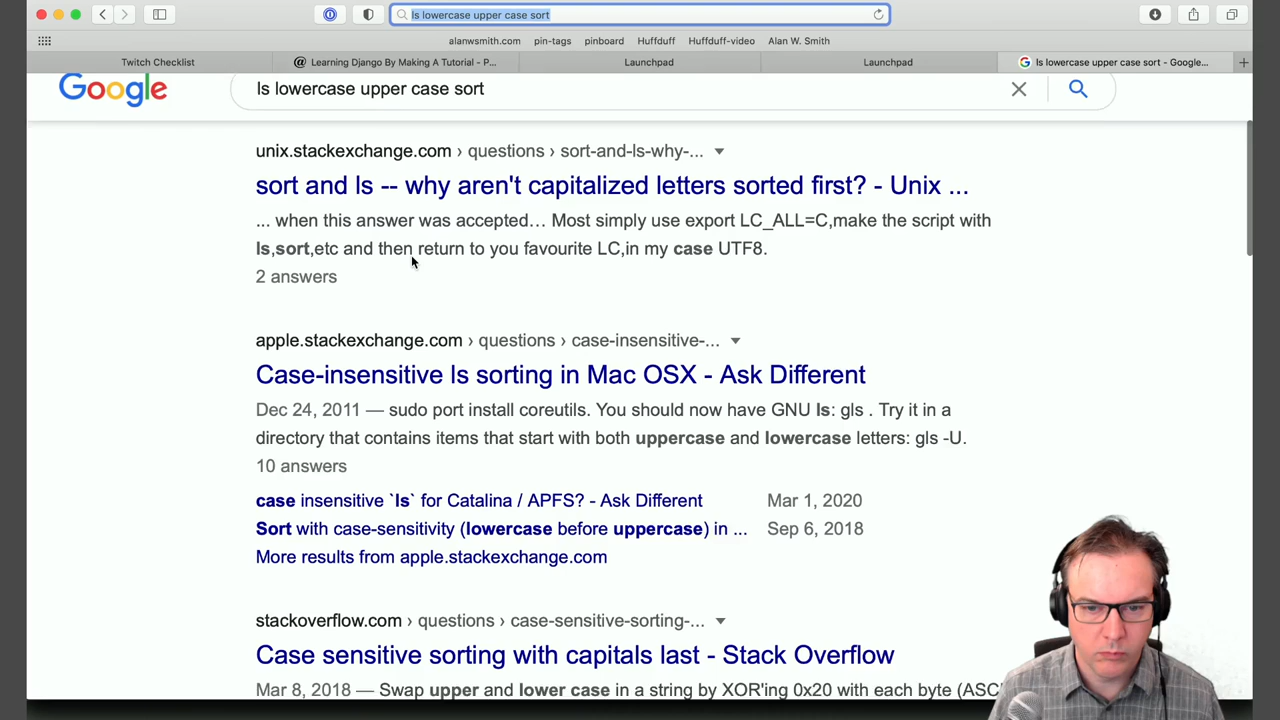 ls lowercase upper case sort
alanwsmith.com pin-tags pinboard Huffduff Huffduff-video Alan W. Smith
Twitch Checklist @ Learning Django By Making A Tutorial - P... Launchpad Launchpad G ls lowercase upper case sort - Google... +
Google ls lowercase upper case sort
unix.stackexchange.com › questions › sort-and-ls-why-...
sort and ls -- why aren't capitalized letters sorted first? - Unix ...
... when this answer was accepted… Most simply use export LC_ALL=C,make the script with
ls,sort,etc and then return to you favourite LC,in my case UTF8.
2 answers
apple.stackexchange.com › questions › case-insensitive-...
Case-insensitive ls sorting in Mac OSX - Ask Different
Dec 24, 2011 — sudo port install coreutils. You should now have GNU ls: gls . Try it in a
directory that contains items that start with both uppercase and lowercase letters: gls -U.
10 answers
case insensitive `ls` for Catalina / APFS? - Ask Different Mar 1, 2020
Sort with case-sensitivity (lowercase before uppercase) in ... Sep 6, 2018
More results from apple.stackexchange.com
stackoverflow.com › questions › case-sensitive-sorting-...
Case sensitive sorting with capitals last - Stack Overflow
Mar 8, 2018 — Swap upper and lower case in a string by XOR'ing 0x20 with each byte (ASC